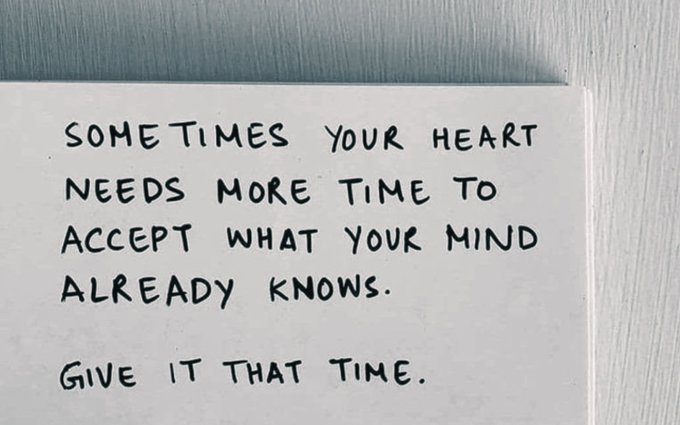 SOMETIMES YOUR HEART
NEEDS MORE TIME TO
ACCEPT WHAT YOUR MIND
ALREADY KNOWS.
GIVE IT THAT TIME.